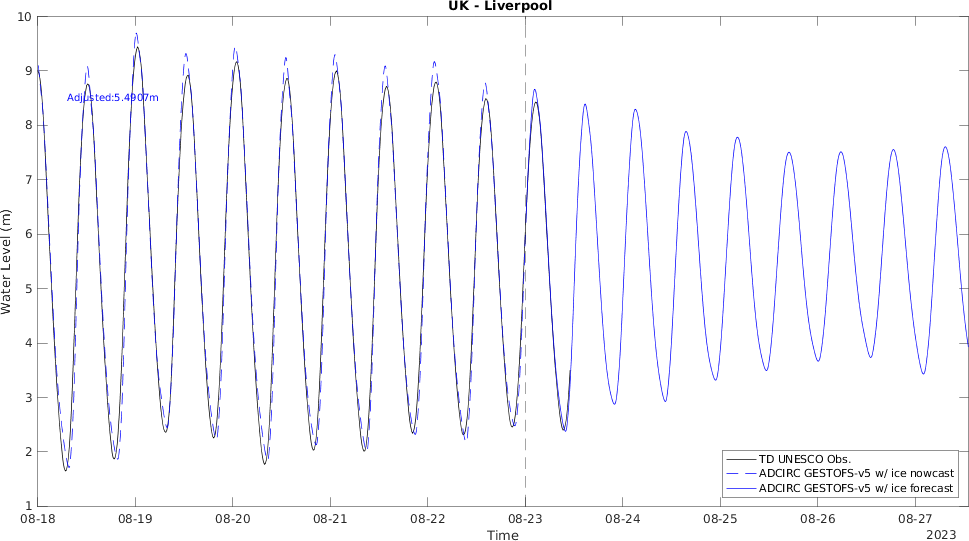 UK - Liverpool
10
9
8
7
6
5
4
3
2
1
Water Level (m)
Adjusted:5.4907m
TD UNESCO Obs.
ADCIRC GESTOFS-v5 w/ ice nowcast
ADCIRC GESTOFS-v5 w/ ice forecast
08-18 08-19 08-20 08-21 08-22 08-23 08-24 08-25 08-26 08-27
Time
2023